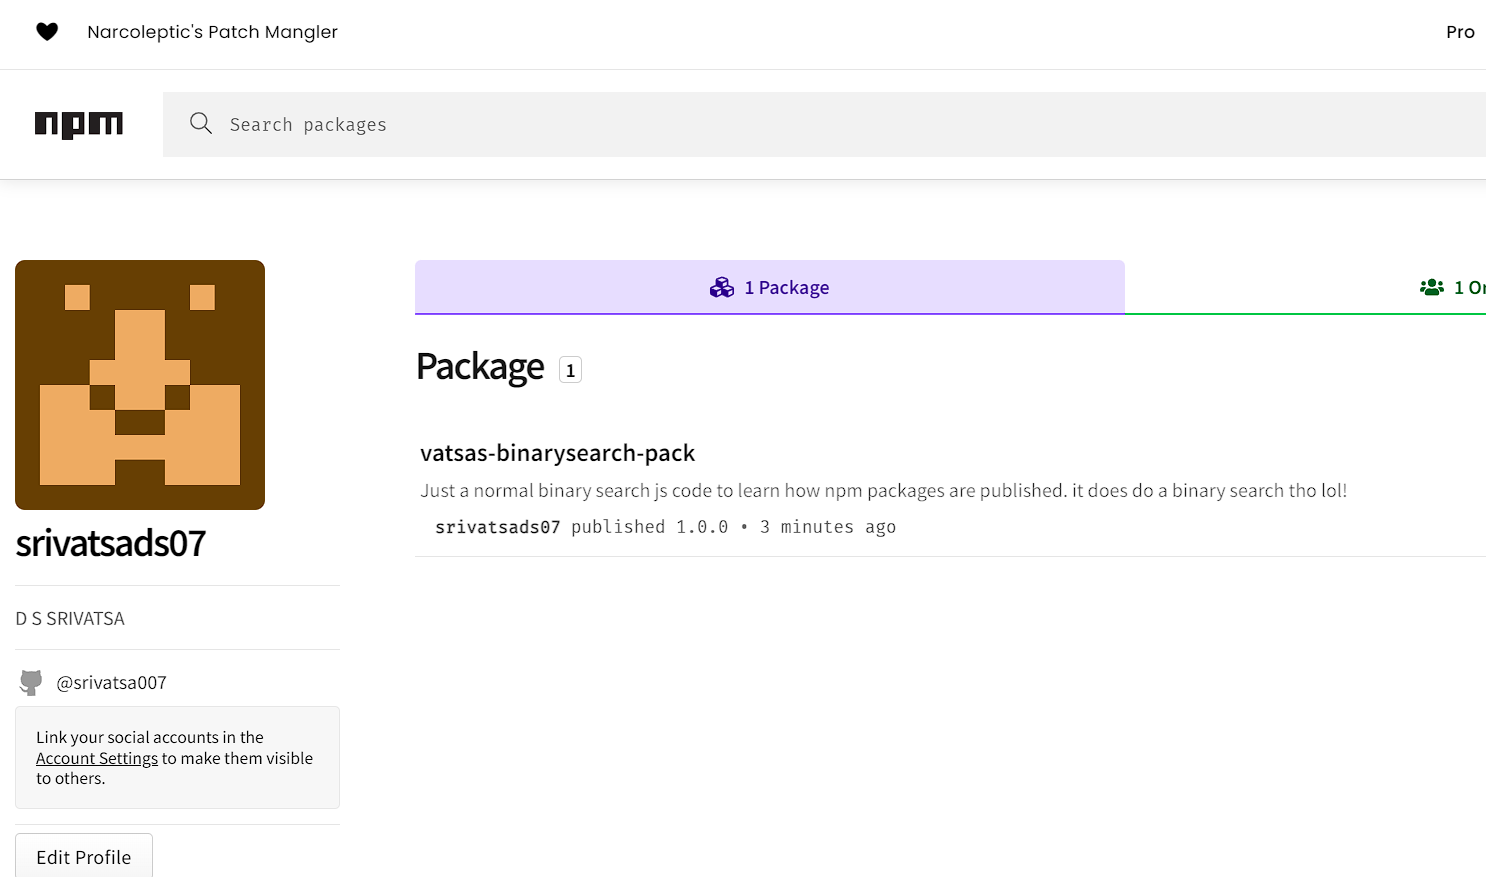 Narcoleptic's Patch Mangler
Pro
npm
Search packages
1 Package
1 Or
Package 1
vatsas-binarysearch-pack
Just a normal binary search js code to learn how npm packages are published. it does do a binary search tho lol!
srivatsads07 published 1.0.0 • 3 minutes ago
srivatsads07
D S SRIVATSA
@srivatsa007
Link your social accounts in the
Account Settings to make them visible
to others.
Edit Profile